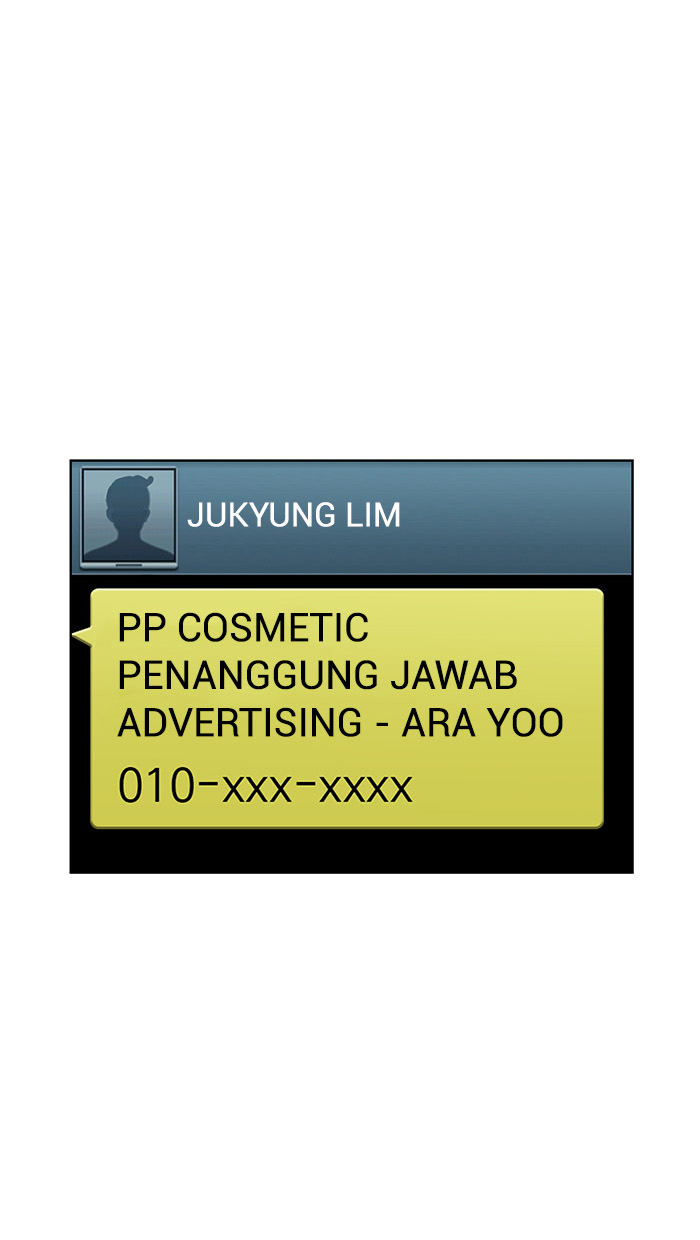 JUKYUNG LIM
PP COSMETIC
PENANGGUNG JAWAB
ADVERTISING - ARA YOO
010-xxx-xxxx